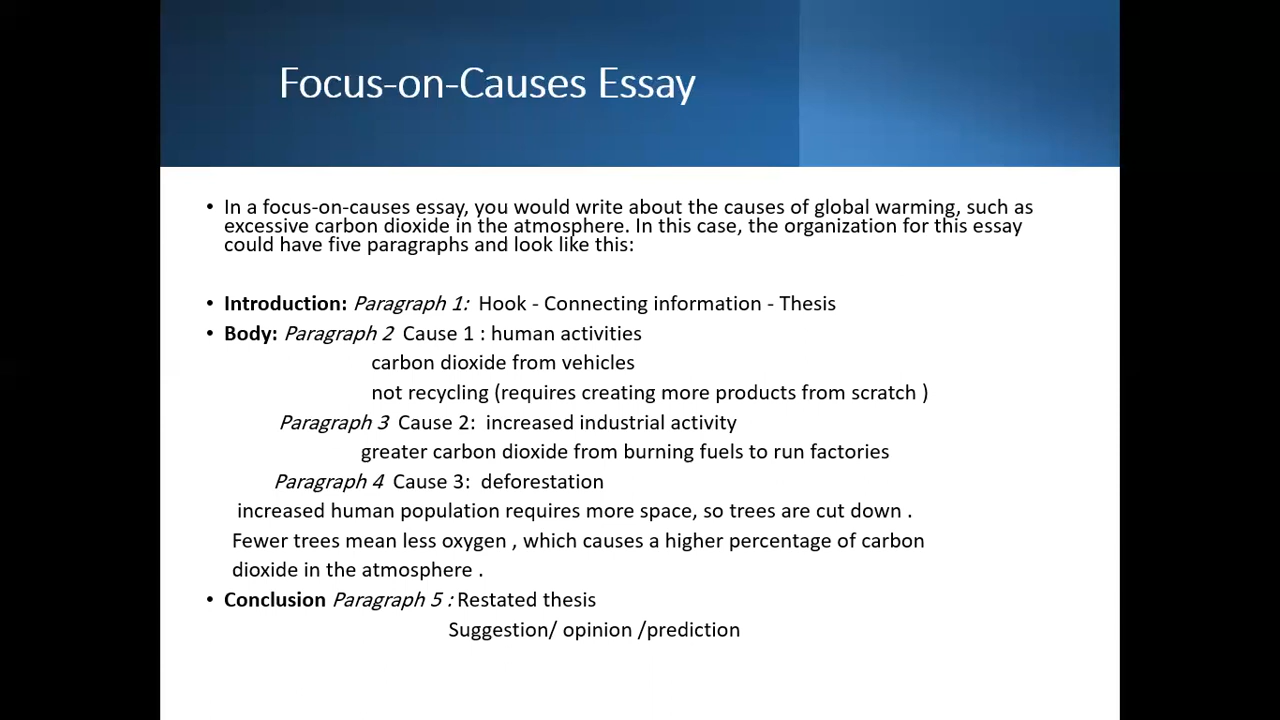 Focus-on-Causes Essay
• In a focus-on-causes essay, you would write about the causes of global warming, such as
excessive carbon dioxide in the atmosphere. In this case, the organization for this essay
could have five paragraphs and look like this:
• Introduction: Paragraph 1: Hook - Connecting information - Thesis
• Body: Paragraph 2 Cause 1 : human activities
carbon dioxide from vehicles
not recycling (requires creating more products from scratch )
Paragraph 3 Cause 2: increased industrial activity
greater carbon dioxide from burning fuels to run factories
Paragraph 4 Cause 3: deforestation
increased human population requires more space, so trees are cut down .
Fewer trees mean less oxygen , which causes a higher percentage of carbon
dioxide in the atmosphere .
• Conclusion Paragraph 5 : Restated thesis
Suggestion/ opinion /prediction